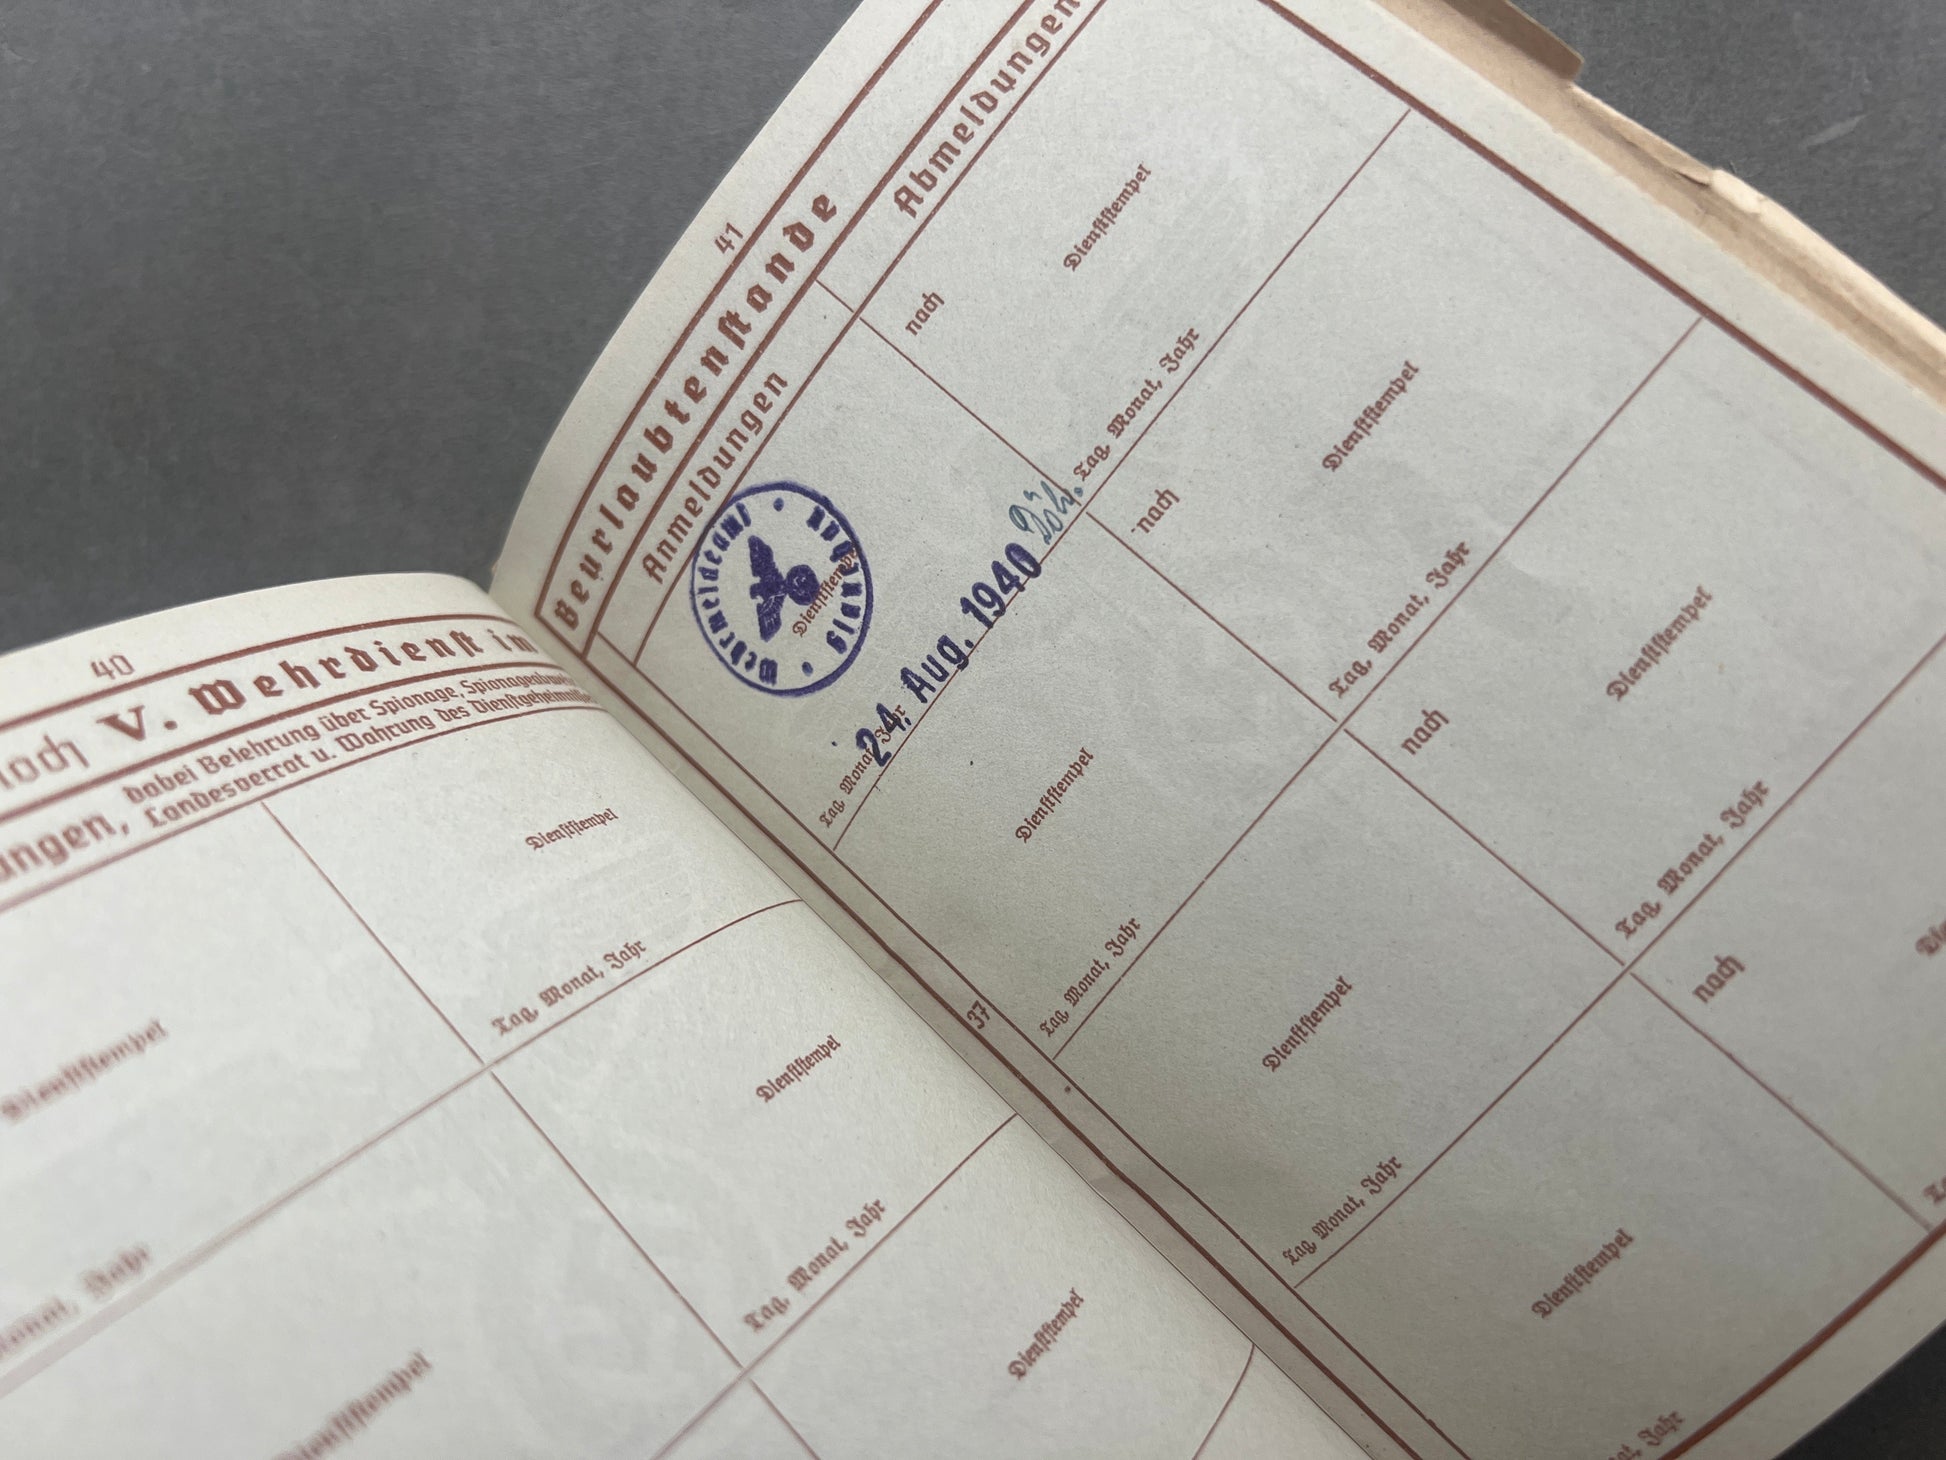 40
noch V. Wehrdienst im
ungen, dabei Belehrung über Spionage,
Landesverrat u. Wahrung des
Dienststempel
Dienststempel
Tag, Monat, Jahr
Monat, Jahr
Dienststempel
Dienststempel
Tag, Monat, Jahr
Dienststempel
41
Beurlaubtenstande
Anmeldungen
Abmeldungen
Wehrmeldeamt
Dienststempel
24. Aug. 1940
Tag, Monat, Jahr
nach
Dienststempel
Tag, Monat, Jahr
Dienststempel
Tag, Monat, Jahr
nach
Dienststempel
Tag, Monat, Jahr
Dienststempel
Tag, Monat, Jahr
nach
Dienststempel
Tag, Monat, Jahr
Dienststempel
Jahr
nach
37